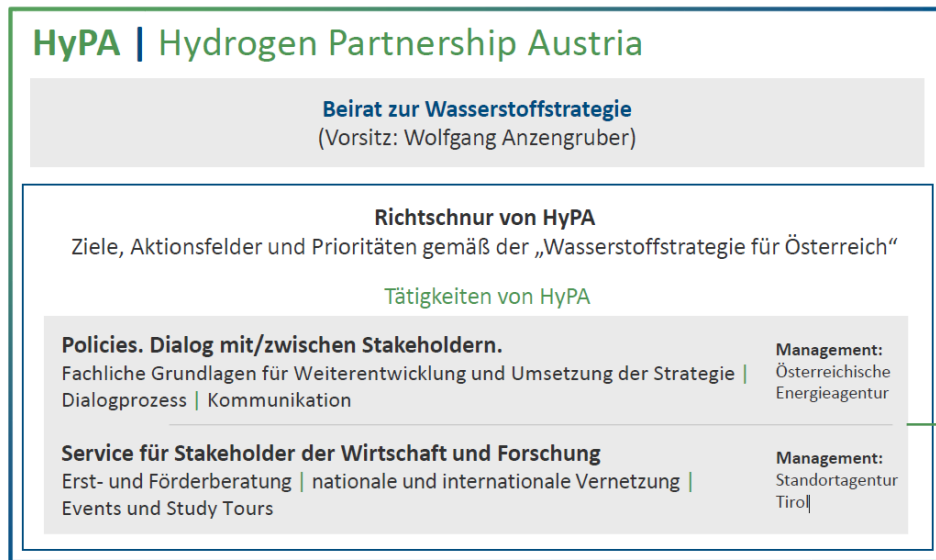 HyPA | Hydrogen Partnership Austria
Beirat zur Wasserstoffstrategie
(Vorsitz: Wolfgang Anzengruber)
Richtschnur von HyPA
Ziele, Aktionsfelder und Prioritäten gemäß der „Wasserstoffstrategie für Österreich“
Tätigkeiten von HyPA
Policies. Dialog mit/zwischen Stakeholdern.
Fachliche Grundlagen für Weiterentwicklung und Umsetzung der Strategie |
Dialogprozess | Kommunikation
Management:
Österreichische
Energieagentur
Service für Stakeholder der Wirtschaft und Forschung
Erst- und Förderberatung | nationale und internationale Vernetzung |
Events und Study Tours
Management:
Standortagentur
Tirol